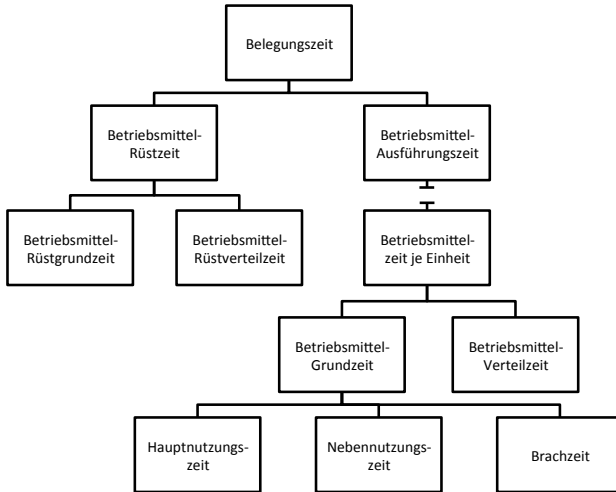 Belegungszeit
Betriebsmittel-
Rüstzeit
Betriebsmittel-
Ausführungszeit
Betriebsmittel-
Rüstgrundzeit
Betriebsmittel-
Rüstverteilzeit
Betriebsmittel-
zeit je Einheit
Betriebsmittel-
Grundzeit
Betriebsmittel-
Verteilzeit
Hauptnutzungs-
zeit
Nebennutzungs-
zeit
Brachzeit